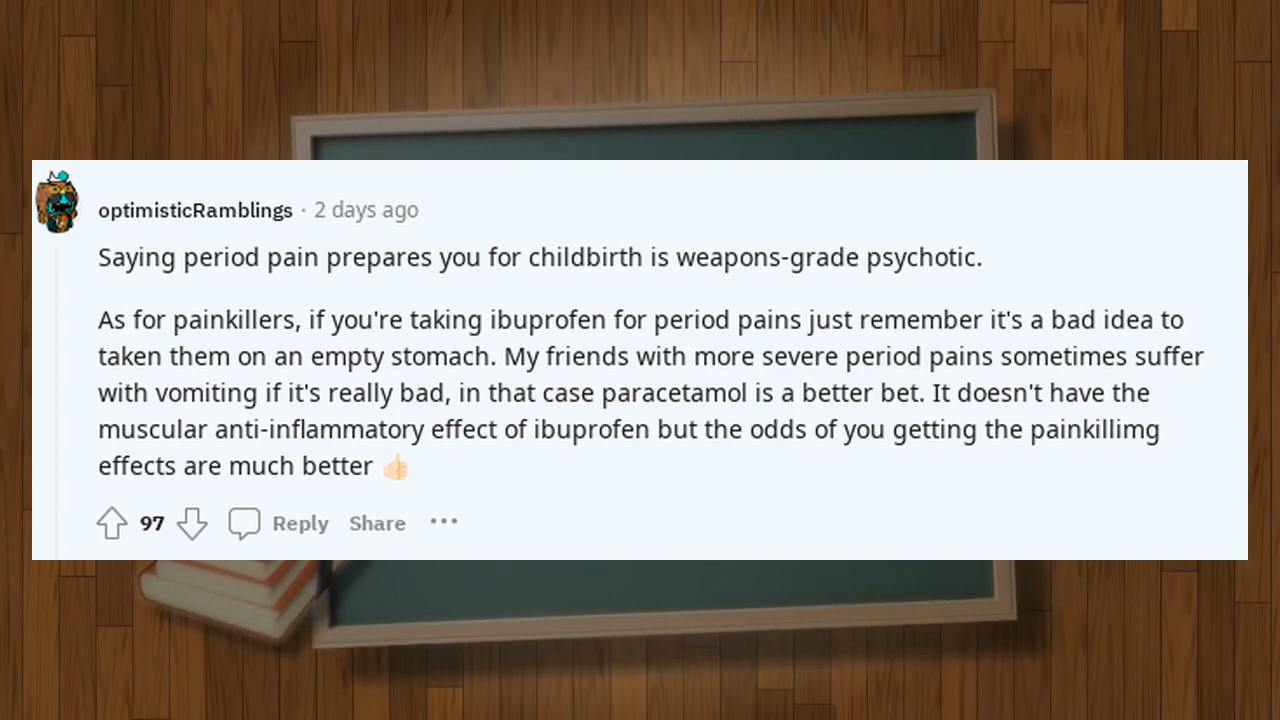 optimisticRamblings · 2 days ago
Saying period pain prepares you for childbirth is weapons-grade psychotic.
As for painkillers, if you're taking ibuprofen for period pains just remember it's a bad idea to
taken them on an empty stomach. My friends with more severe period pains sometimes suffer
with vomiting if it's really bad, in that case paracetamol is a better bet. It doesn't have the
muscular anti-inflammatory effect of ibuprofen but the odds of you getting the painkillimg
effects are much better 👍🏻
97 Reply Share ···